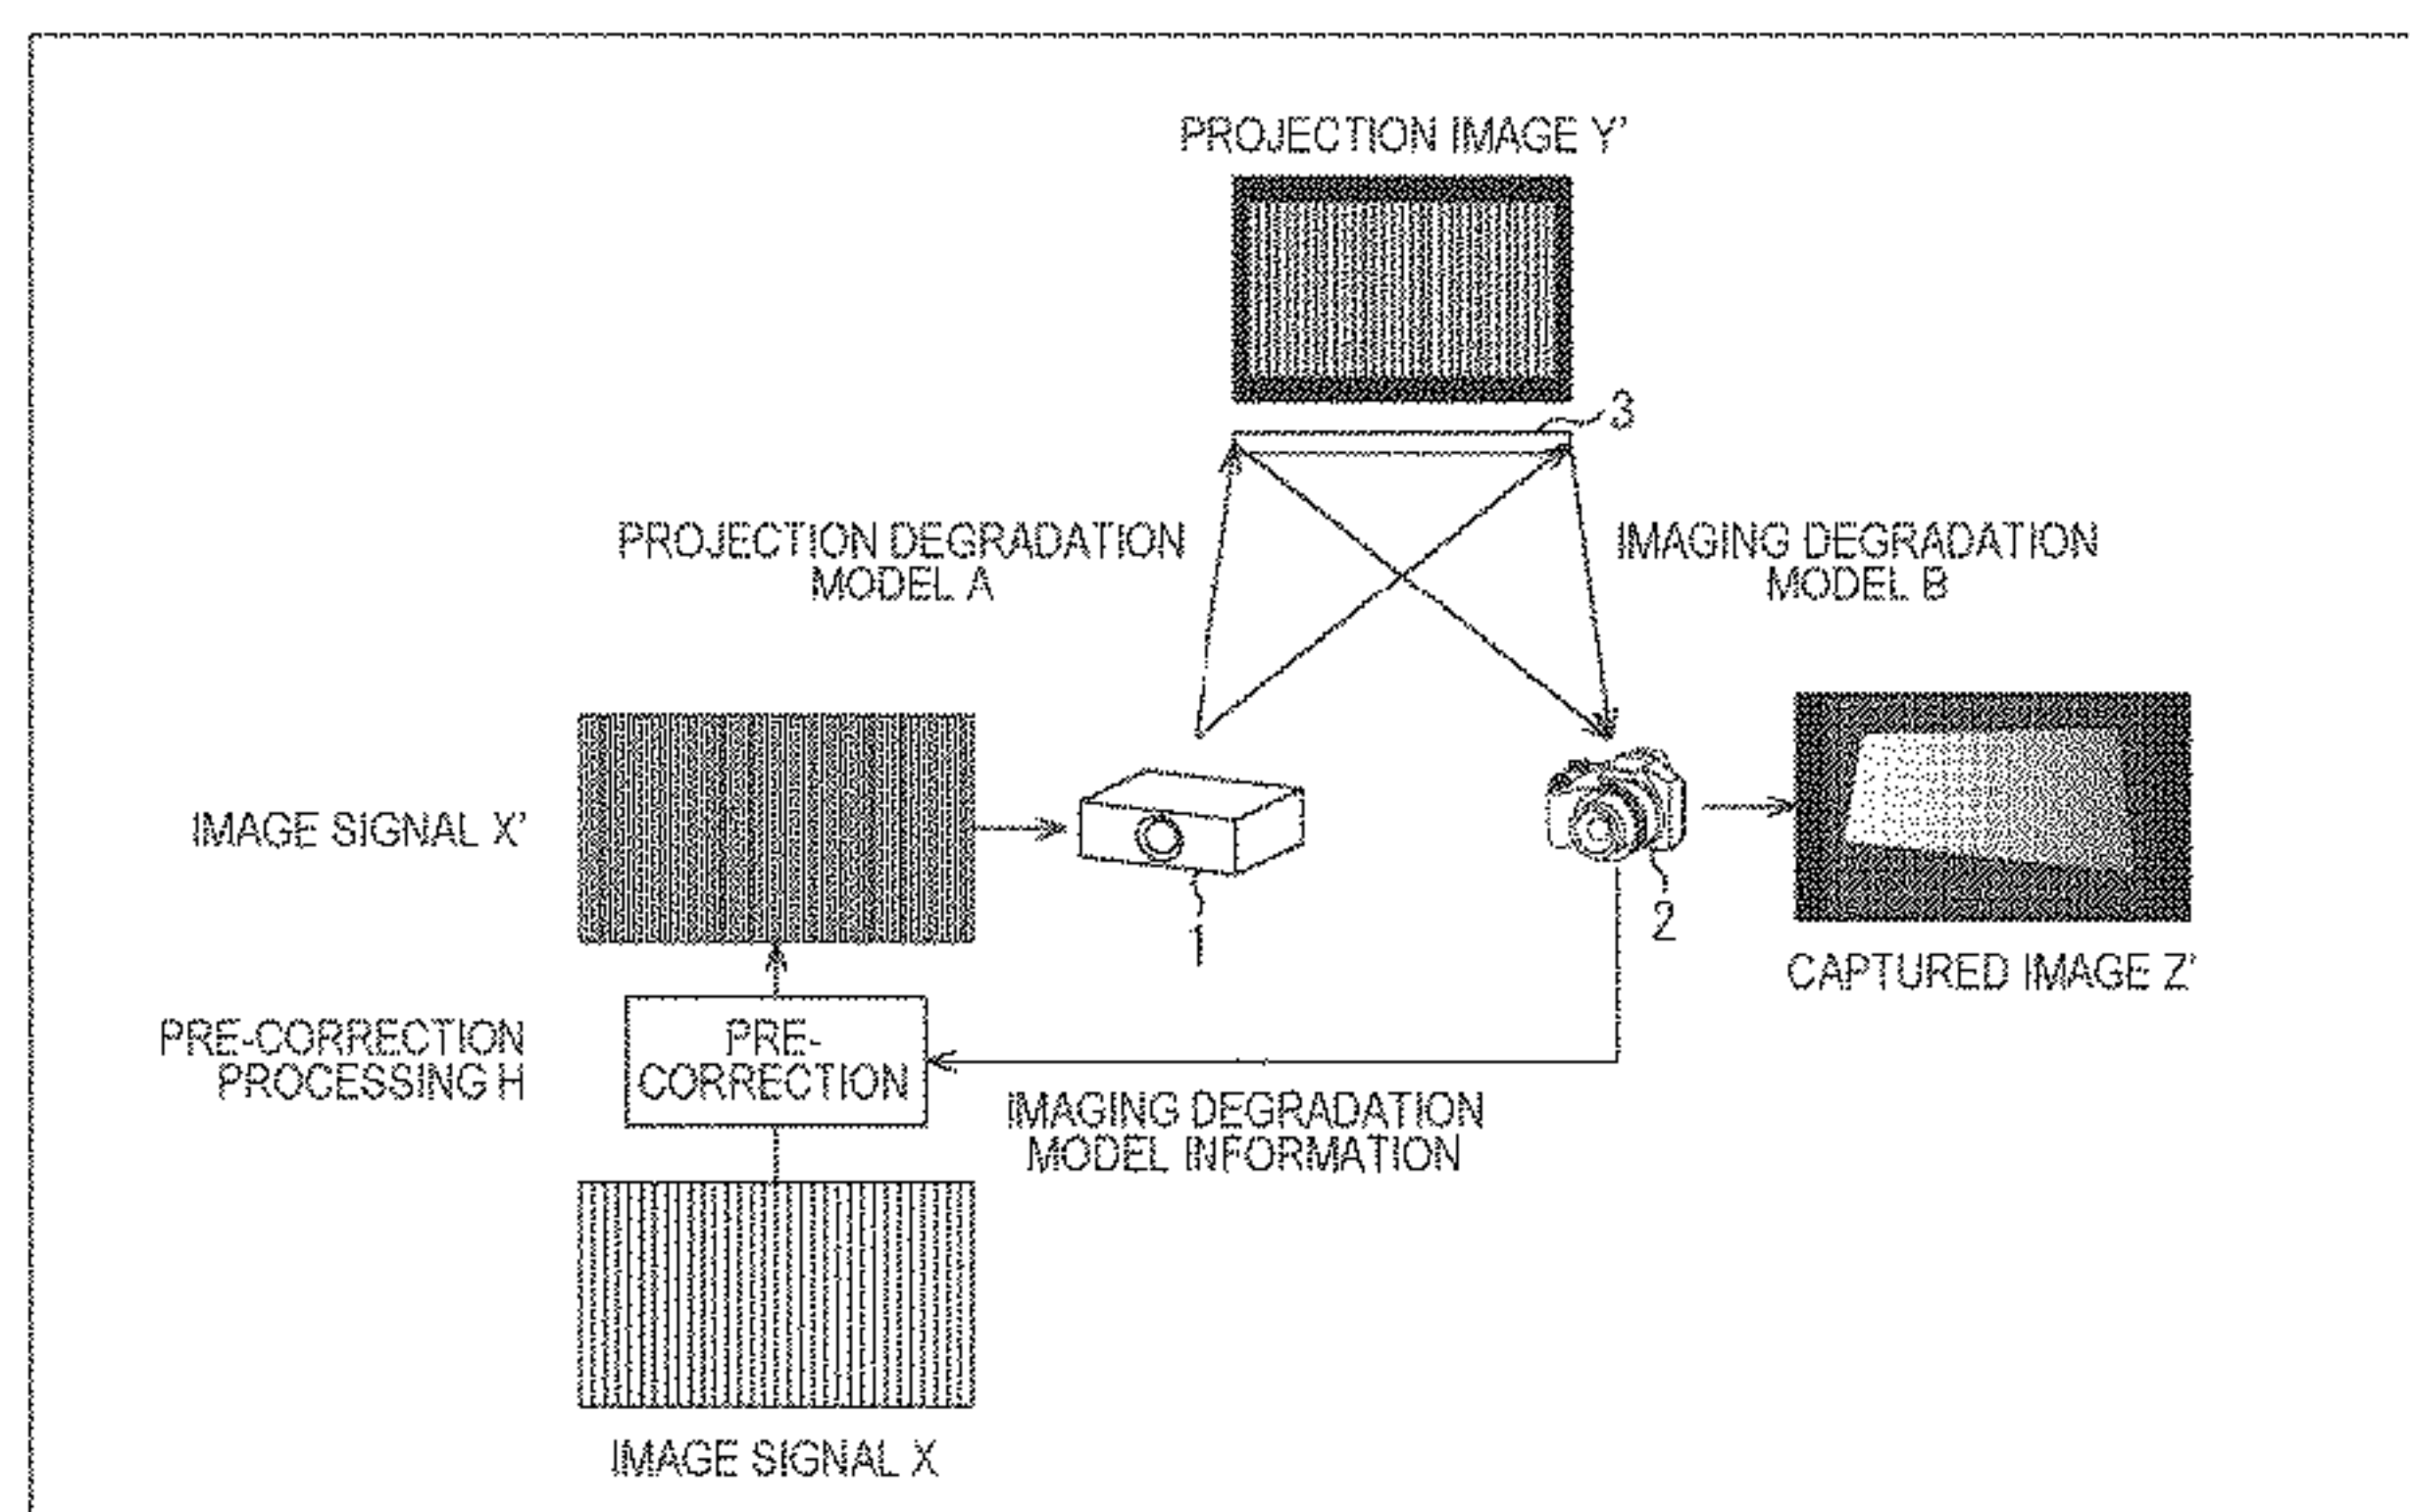 PROJECTION IMAGE Y'
3
PROJECTION DEGRADATION
MODEL A
IMAGING DEGRADATION
MODEL B
IMAGE SIGNAL X'
1
2
CAPTURED IMAGE Z'
PRE-CORRECTION
PROCESSING H
PRE-
CORRECTION
IMAGING DEGRADATION
MODEL INFORMATION
IMAGE SIGNAL X